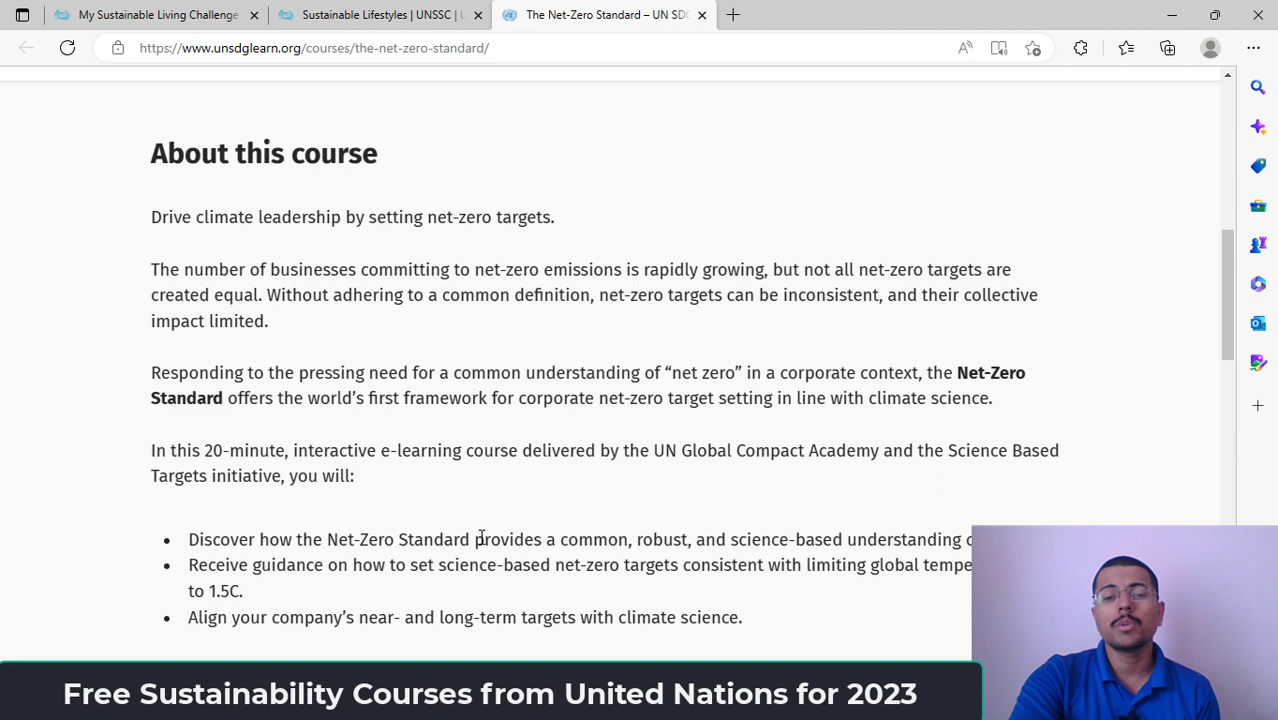 My Sustainable Living Challenge
Sustainable Lifestyles | UNSSC |
The Net-Zero Standard – UN SDG
https://www.unsdglearn.org/courses/the-net-zero-standard/
About this course
Drive climate leadership by setting net-zero targets.
The number of businesses committing to net-zero emissions is rapidly growing, but not all net-zero targets are
created equal. Without adhering to a common definition, net-zero targets can be inconsistent, and their collective
impact limited.
Responding to the pressing need for a common understanding of “net zero” in a corporate context, the Net-Zero
Standard offers the world’s first framework for corporate net-zero target setting in line with climate science.
In this 20-minute, interactive e-learning course delivered by the UN Global Compact Academy and the Science Based
Targets initiative, you will:
• Discover how the Net-Zero Standard provides a common, robust, and science-based understanding
• Receive guidance on how to set science-based net-zero targets consistent with limiting global tempe
to 1.5C.
• Align your company’s near- and long-term targets with climate science.
Free Sustainability Courses from United Nations for 2023